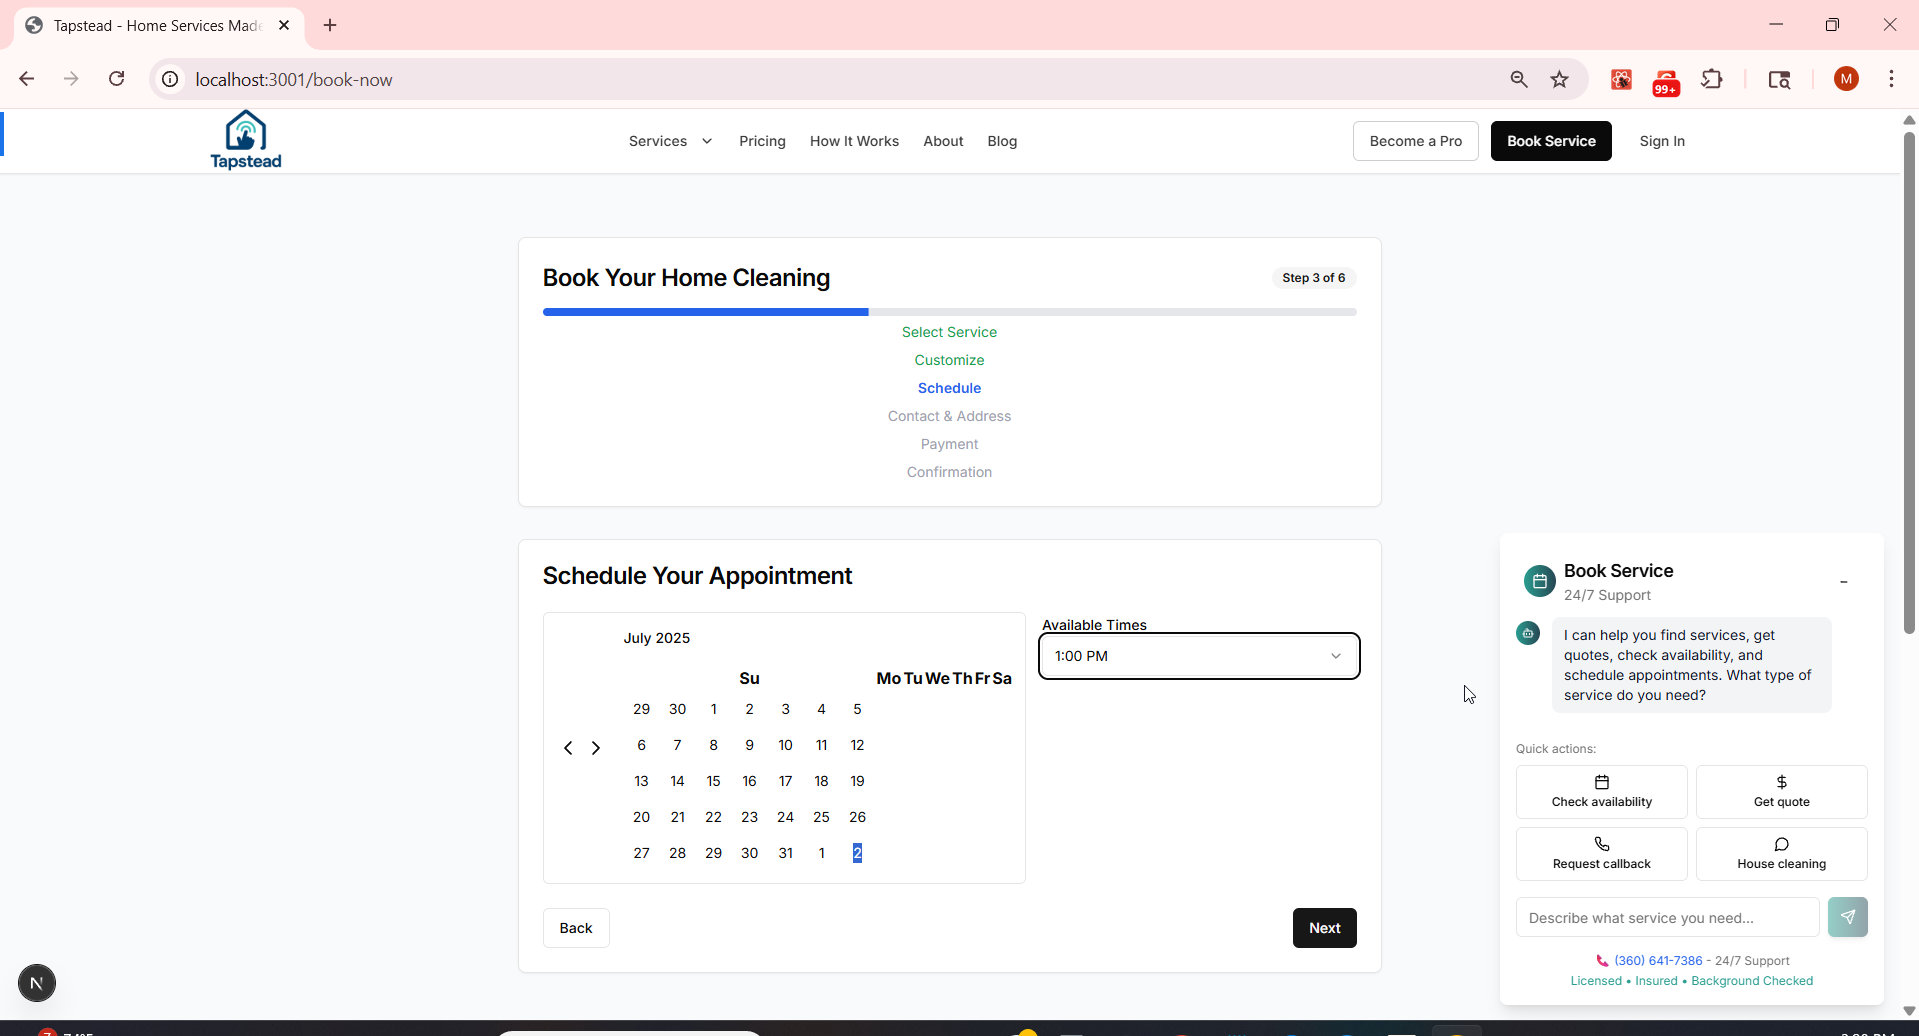 Tapstead - Home Services Made
localhost:3001/book-now
99+
M
Tapstead
Services Pricing How It Works About Blog
Become a Pro
Book Service
Sign In
Book Your Home Cleaning
Step 3 of 6
Select Service
Customize
Schedule
Contact & Address
Payment
Confirmation
Schedule Your Appointment
July 2025
Su Mo Tu We Th Fr Sa
29 30 1 2 3 4 5
6 7 8 9 10 11 12
13 14 15 16 17 18 19
20 21 22 23 24 25 26
27 28 29 30 31 1 2
Available Times
1:00 PM
Back
Next
Book Service
24/7 Support
-
I can help you find services, get
quotes, check availability, and
schedule appointments. What type of
service do you need?
Quick actions:
Check availability
Get quote
Request callback
House cleaning
Describe what service you need...
(360) 641-7386 - 24/7 Support
Licensed • Insured • Background Checked
N